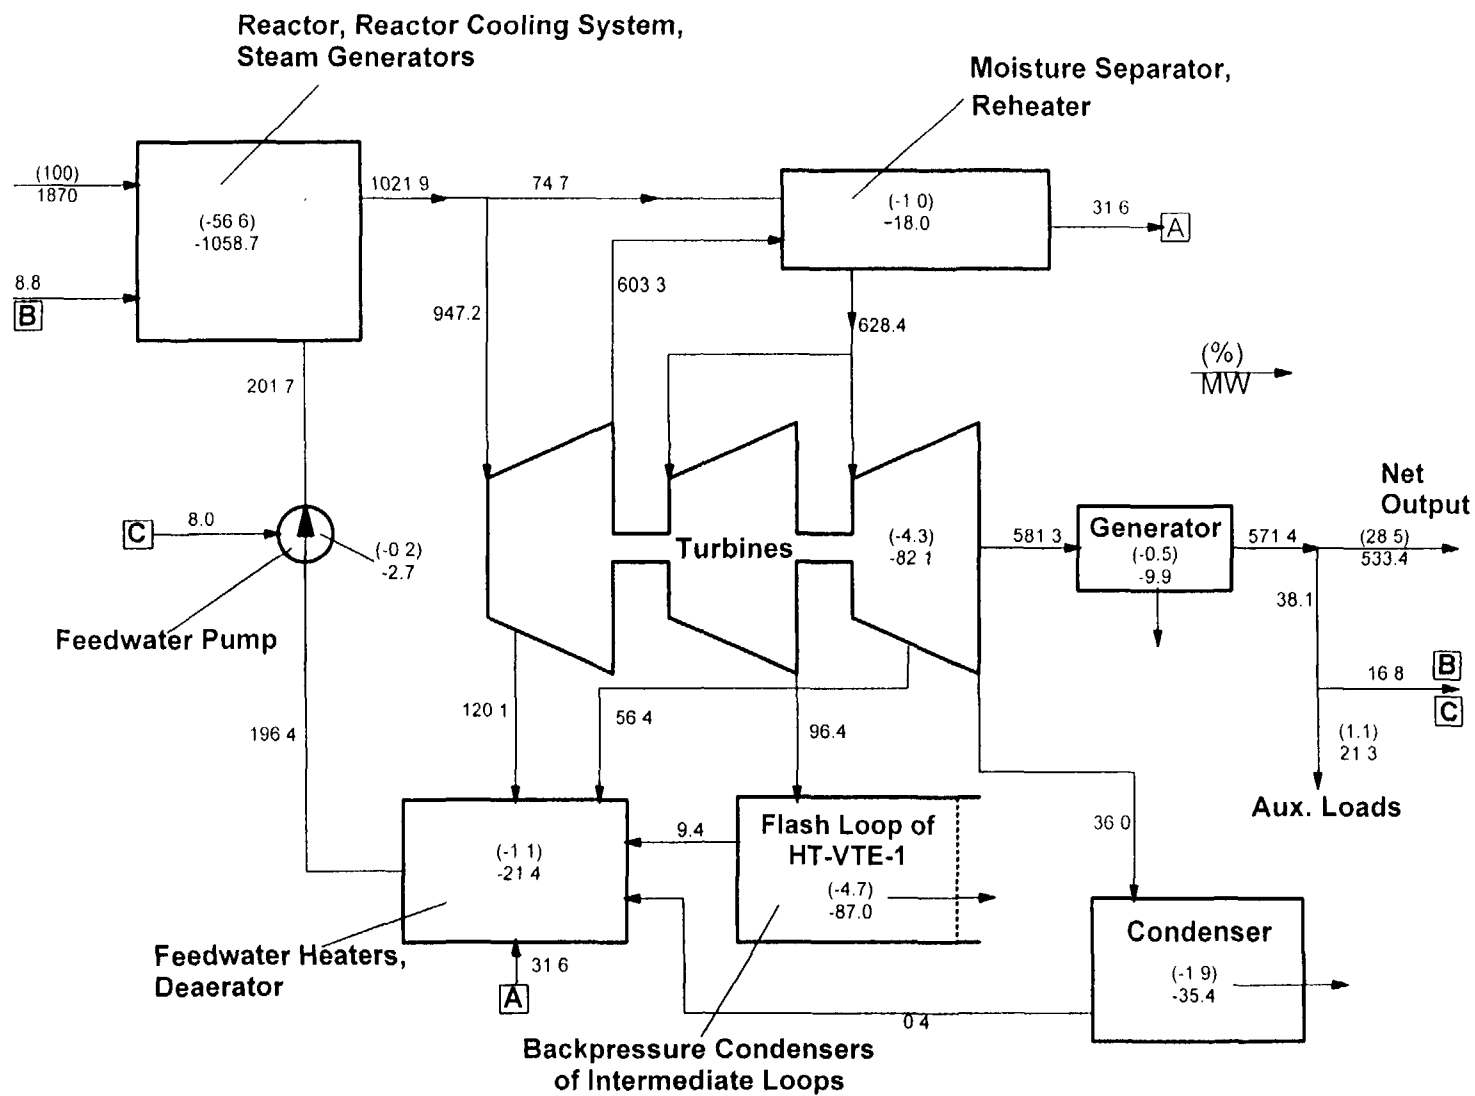 Reactor, Reactor Cooling System,
Steam Generators
Moisture Separator,
Reheater
(100)
1870
1021 9
74 7
(-56 6)
-1058.7
(-1 0)
-18.0
31 6
A
8.8
B
603 3
947.2
628.4
(%)
MW
201 7
Net
Output
C
8.0
(-0 2)
-2.7
Turbines
(-4.3)
-82 1
581 3
Generator
(-0.5)
-9.9
571 4
(28 5)
533.4
38.1
Feedwater Pump
16 8
B
C
120 1
56 4
96.4
196 4
(1.1)
21 3
Aux. Loads
36 0
(-1 1)
-21 4
9.4
Flash Loop of
HT-VTE-1
(-4.7)
-87.0
Condenser
(-1 9)
-35.4
Feedwater Heaters,
Deaerator
31 6
A
0 4
Backpressure Condensers
of Intermediate Loops